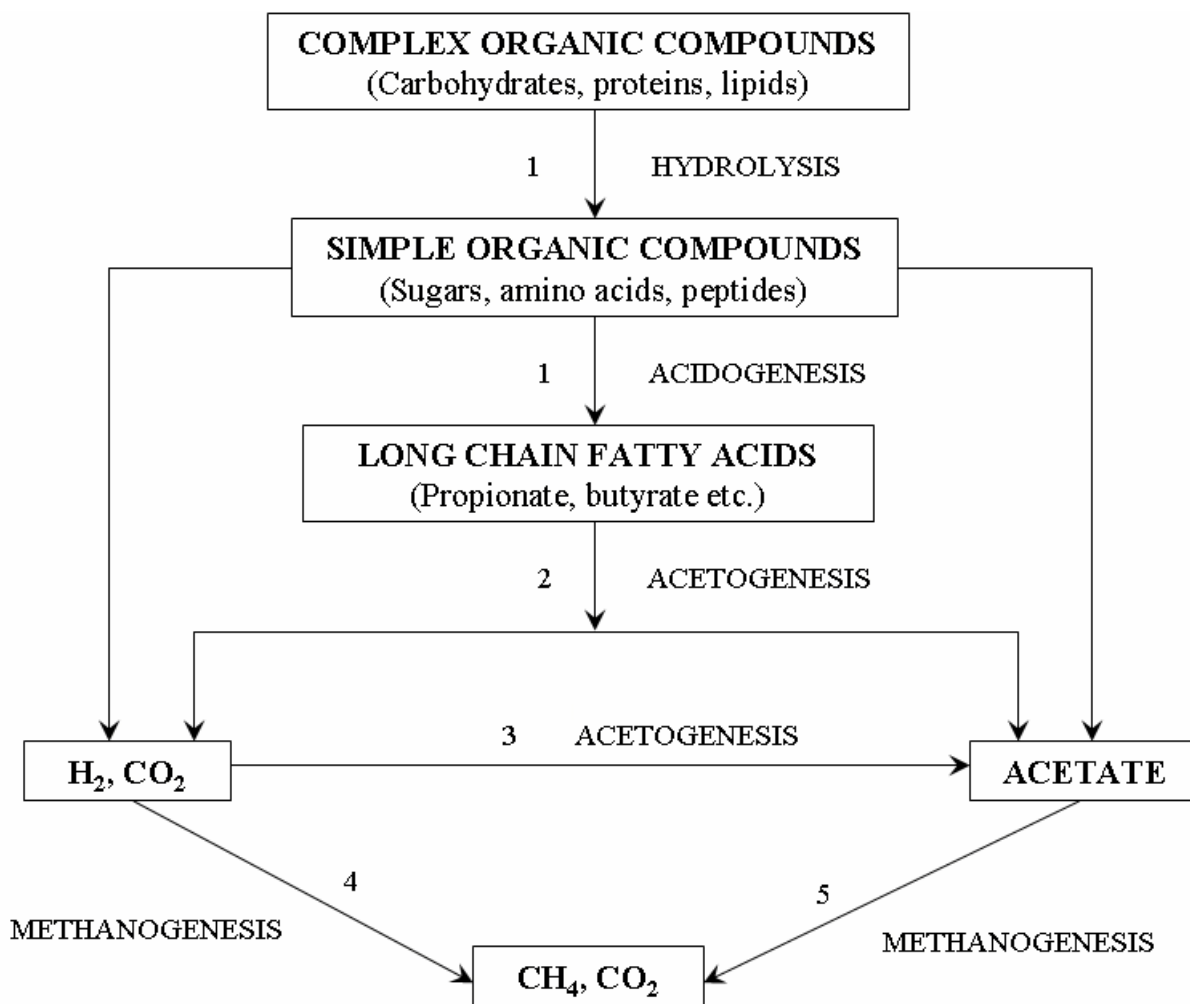 COMPLEX ORGANIC COMPOUNDS
(Carbohydrates, proteins, lipids)
1 HYDROLYSIS
SIMPLE ORGANIC COMPOUNDS
(Sugars, amino acids, peptides)
1 ACIDOGENESIS
LONG CHAIN FATTY ACIDS
(Propionate, butyrate etc.)
2 ACETOGENESIS
3 ACETOGENESIS
H₂, CO₂
ACETATE
4
5
METHANOGENESIS
METHANOGENESIS
CH₄, CO₂